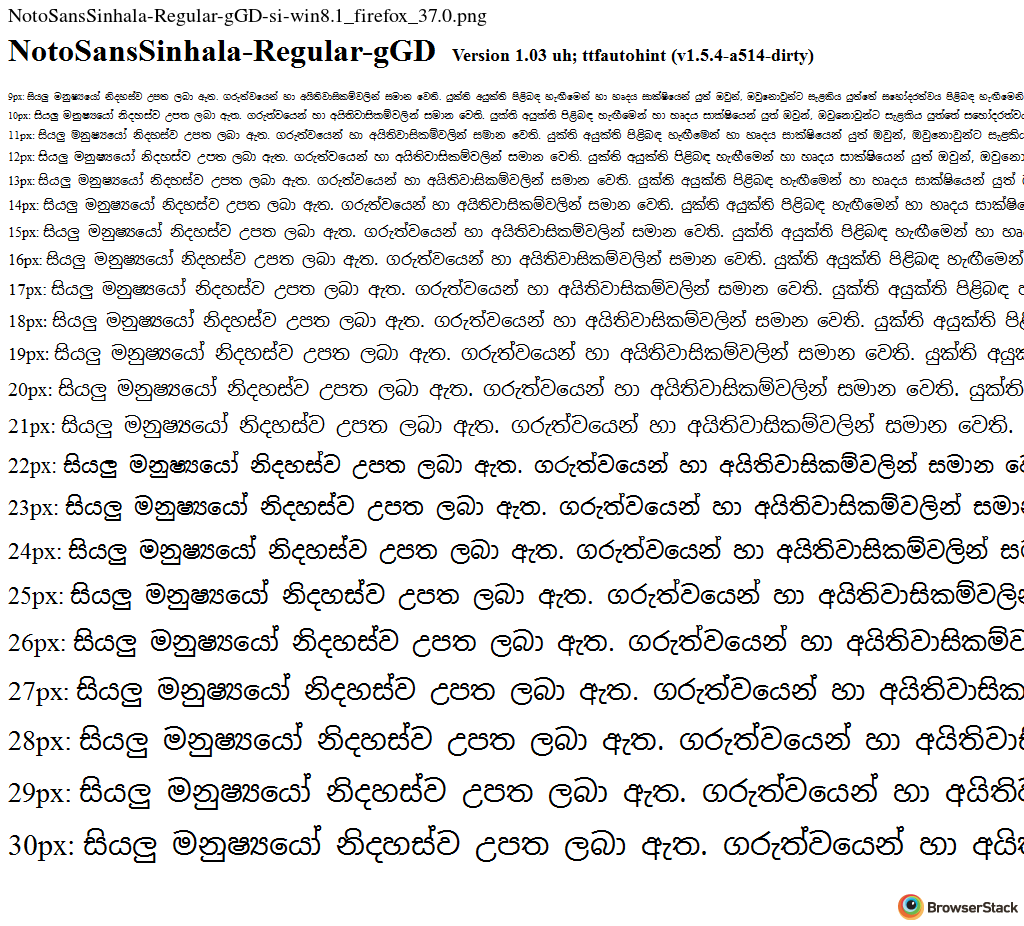 NotoSansSinhala-Regular-gGD-si-win8.1_firefox_37.0.png
NotoSansSinhala-Regular-gGD Version 1.03 uh; ttfautohint (v1.5.4-a514-dirty)
9px: සියලු මනුෂ්‍යයෝ නිදහස්ව උපත ලබා ඇත. ගරුත්වයෙන් හා අයිතිවාසිකම්වලින් සමාන වෙති. යුක්ති අයුක්ති පිළිබඳ හැඟීමෙන් හා හෘදය සාක්ෂියෙන් යුත් ඔවුන්, ඔවුනොවුන්ට සැළකිය යුත්තේ සහෝදරත්වය පිළිබඳ
10px: සියලු මනුෂ්‍යයෝ නිදහස්ව උපත ලබා ඇත. ගරුත්වයෙන් හා අයිතිවාසිකම්වලින් සමාන වෙති. යුක්ති අයුක්ති පිළිබඳ හැඟීමෙන් හා හෘදය සාක්ෂියෙන් යුත් ඔවුන්, ඔවුනොවුන්ට සැළකිය යුත්තේ
11px: සියලු මනුෂ්‍යයෝ නිදහස්ව උපත ලබා ඇත. ගරුත්වයෙන් හා අයිතිවාසිකම්වලින් සමාන වෙති. යුක්ති අයුක්ති පිළිබඳ හැඟීමෙන් හා හෘදය සාක්ෂියෙන් යුත් ඔවුන්, ඔවුනොවුන්ට
12px: සියලු මනුෂ්‍යයෝ නිදහස්ව උපත ලබා ඇත. ගරුත්වයෙන් හා අයිතිවාසිකම්වලින් සමාන වෙති. යුක්ති අයුක්ති පිළිබඳ හැඟීමෙන් හා හෘදය සාක්ෂියෙන් යුත් ඔවුන්,
13px: සියලු මනුෂ්‍යයෝ නිදහස්ව උපත ලබා ඇත. ගරුත්වයෙන් හා අයිතිවාසිකම්වලින් සමාන වෙති. යුක්ති අයුක්ති පිළිබඳ හැඟීමෙන් හා හෘදය සාක්ෂියෙන් යුත්
14px: සියලු මනුෂ්‍යයෝ නිදහස්ව උපත ලබා ඇත. ගරුත්වයෙන් හා අයිතිවාසිකම්වලින් සමාන වෙති. යුක්ති අයුක්ති පිළිබඳ හැඟීමෙන් හා හෘදය
15px: සියලු මනුෂ්‍යයෝ නිදහස්ව උපත ලබා ඇත. ගරුත්වයෙන් හා අයිතිවාසිකම්වලින් සමාන වෙති. යුක්ති අයුක්ති පිළිබඳ හැඟීමෙන් හා
16px: සියලු මනුෂ්‍යයෝ නිදහස්ව උපත ලබා ඇත. ගරුත්වයෙන් හා අයිතිවාසිකම්වලින් සමාන වෙති. යුක්ති අයුක්ති පිළිබඳ හැඟීමෙන්
17px: සියලු මනුෂ්‍යයෝ නිදහස්ව උපත ලබා ඇත. ගරුත්වයෙන් හා අයිතිවාසිකම්වලින් සමාන වෙති. යුක්ති අයුක්ති පිළිබඳ
18px: සියලු මනුෂ්‍යයෝ නිදහස්ව උපත ලබා ඇත. ගරුත්වයෙන් හා අයිතිවාසිකම්වලින් සමාන වෙති. යුක්ති අයුක්ති
19px: සියලු මනුෂ්‍යයෝ නිදහස්ව උපත ලබා ඇත. ගරුත්වයෙන් හා අයිතිවාසිකම්වලින් සමාන වෙති. යුක්ති
20px: සියලු මනුෂ්‍යයෝ නිදහස්ව උපත ලබා ඇත. ගරුත්වයෙන් හා අයිතිවාසිකම්වලින් සමාන වෙති. යුක්ති
21px: සියලු මනුෂ්‍යයෝ නිදහස්ව උපත ලබා ඇත. ගරුත්වයෙන් හා අයිතිවාසිකම්වලින් සමාන වෙති.
22px: සියලු මනුෂ්‍යයෝ නිදහස්ව උපත ලබා ඇත. ගරුත්වයෙන් හා අයිතිවාසිකම්වලින් සමාන
23px: සියලු මනුෂ්‍යයෝ නිදහස්ව උපත ලබා ඇත. ගරුත්වයෙන් හා අයිතිවාසිකම්වලින්
24px: සියලු මනුෂ්‍යයෝ නිදහස්ව උපත ලබා ඇත. ගරුත්වයෙන් හා අයිතිවාසිකම්වලින්
25px: සියලු මනුෂ්‍යයෝ නිදහස්ව උපත ලබා ඇත. ගරුත්වයෙන් හා
26px: සියලු මනුෂ්‍යයෝ නිදහස්ව උපත ලබා ඇත. ගරුත්වයෙන් හා
27px: සියලු මනුෂ්‍යයෝ නිදහස්ව උපත ලබා ඇත. ගරුත්වයෙන් හා
28px: සියලු මනුෂ්‍යයෝ නිදහස්ව උපත ලබා ඇත. ගරුත්වයෙන් හා
29px: සියලු මනුෂ්‍යයෝ නිදහස්ව උපත ලබා ඇත. ගරුත්වයෙන් හා
30px: සියලු මනුෂ්‍යයෝ නිදහස්ව උපත ලබා ඇත. ගරුත්වයෙන් හා
BrowserStack